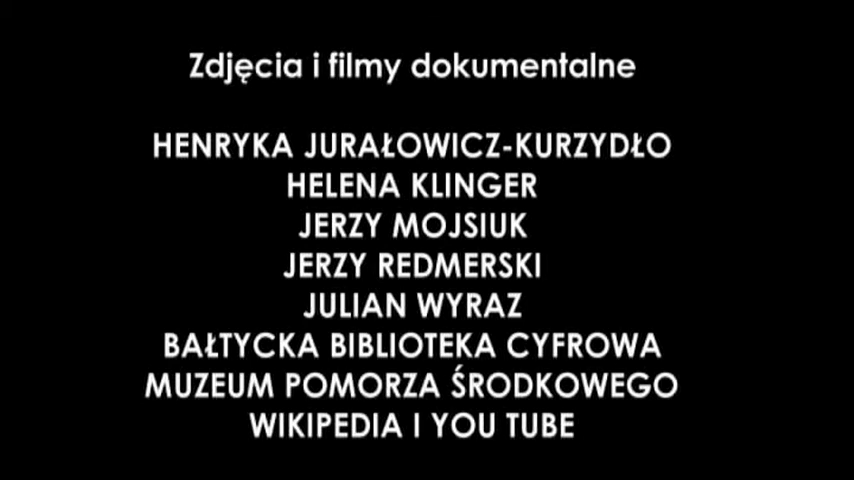 Zdjęcia i filmy dokumentalne
HENRYKA JURAŁOWICZ-KURZYDŁO
HELENA KLINGER
JERZY MOJSIUK
JERZY REDMERSKI
JULIAN WYRAZ
BAŁTYCKA BIBLIOTEKA CYFROWA
MUZEUM POMORZA ŚRODKOWEGO
WIKIPEDIA I YOU TUBE